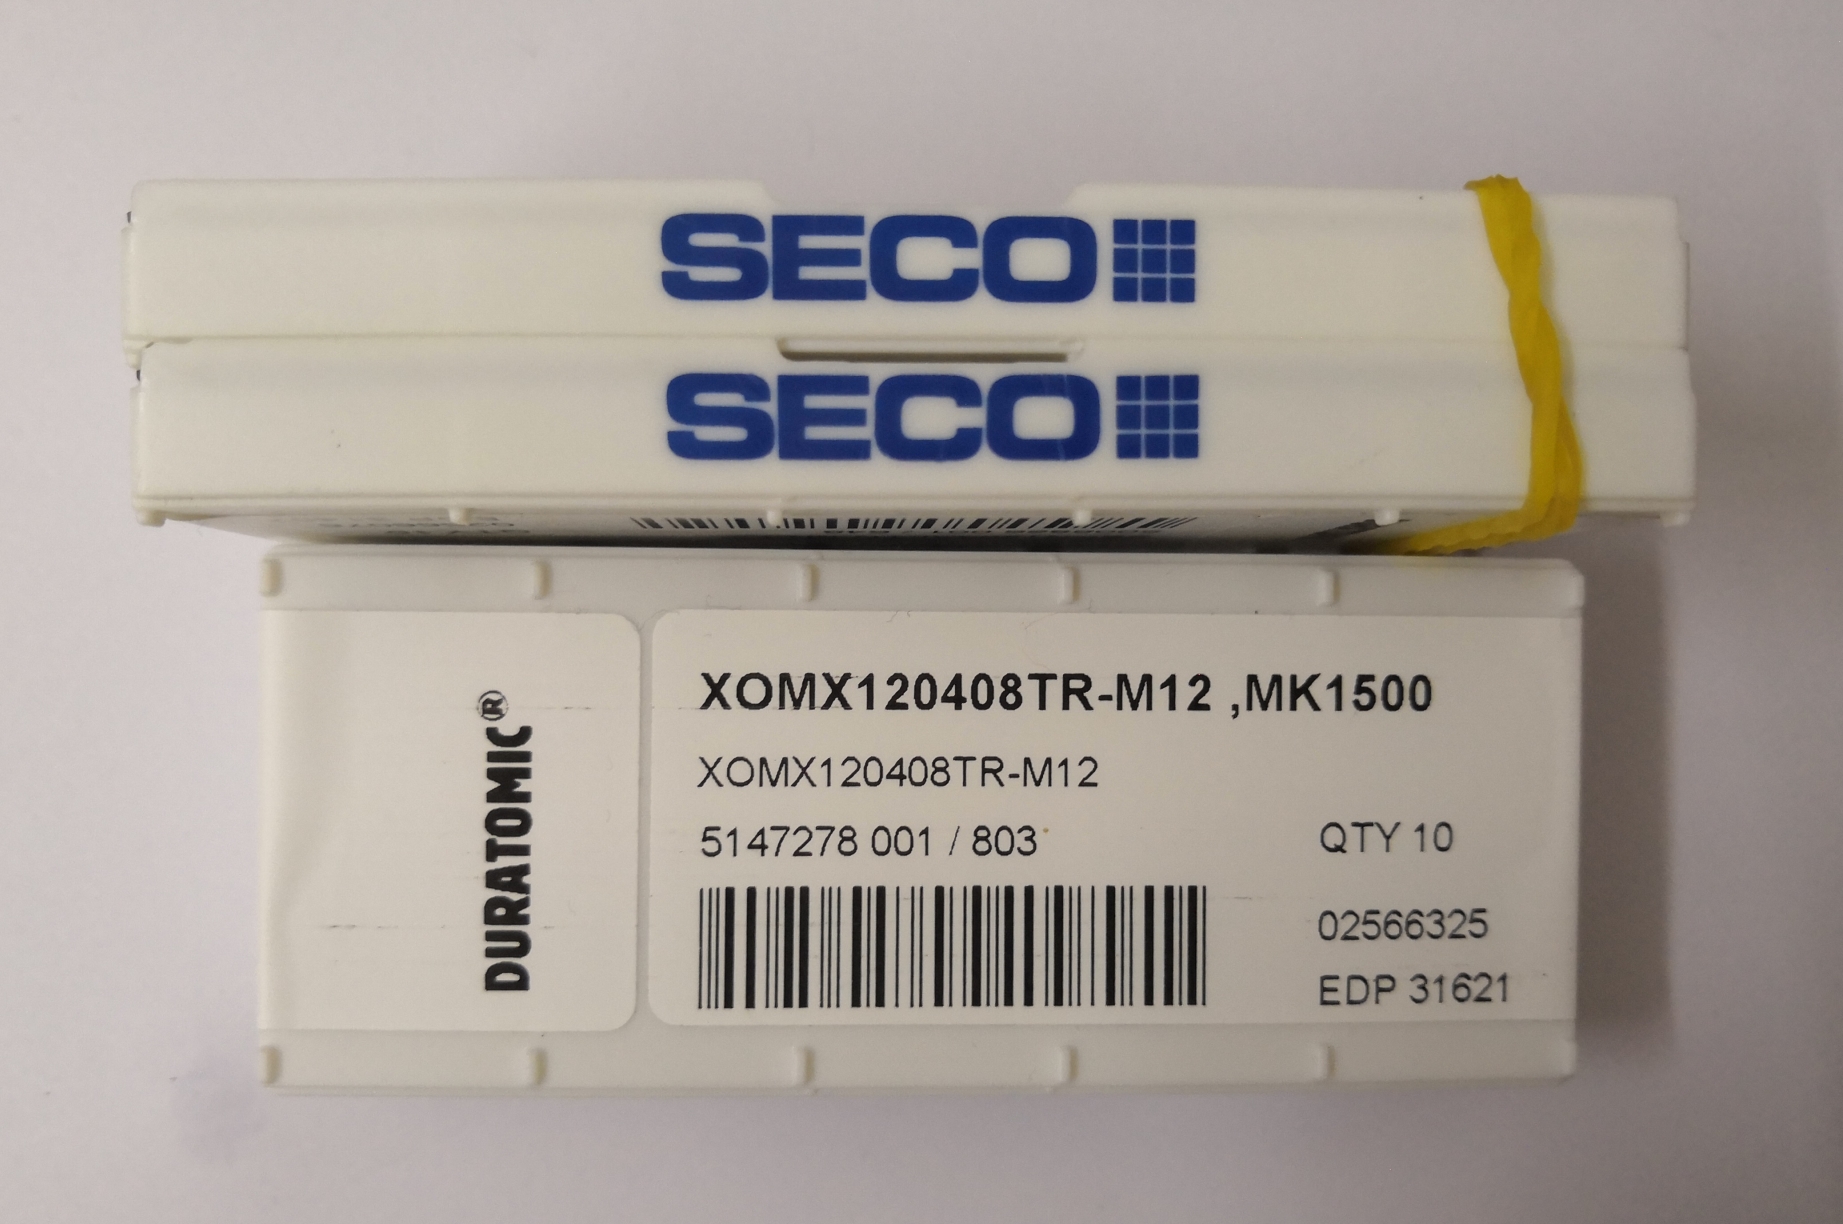 SECO
SECO
DURATOMIC®
XOMX120408TR-M12 ,MK1500
XOMX120408TR-M12
5147278 001 / 803
QTY 10
02566325
EDP 31621